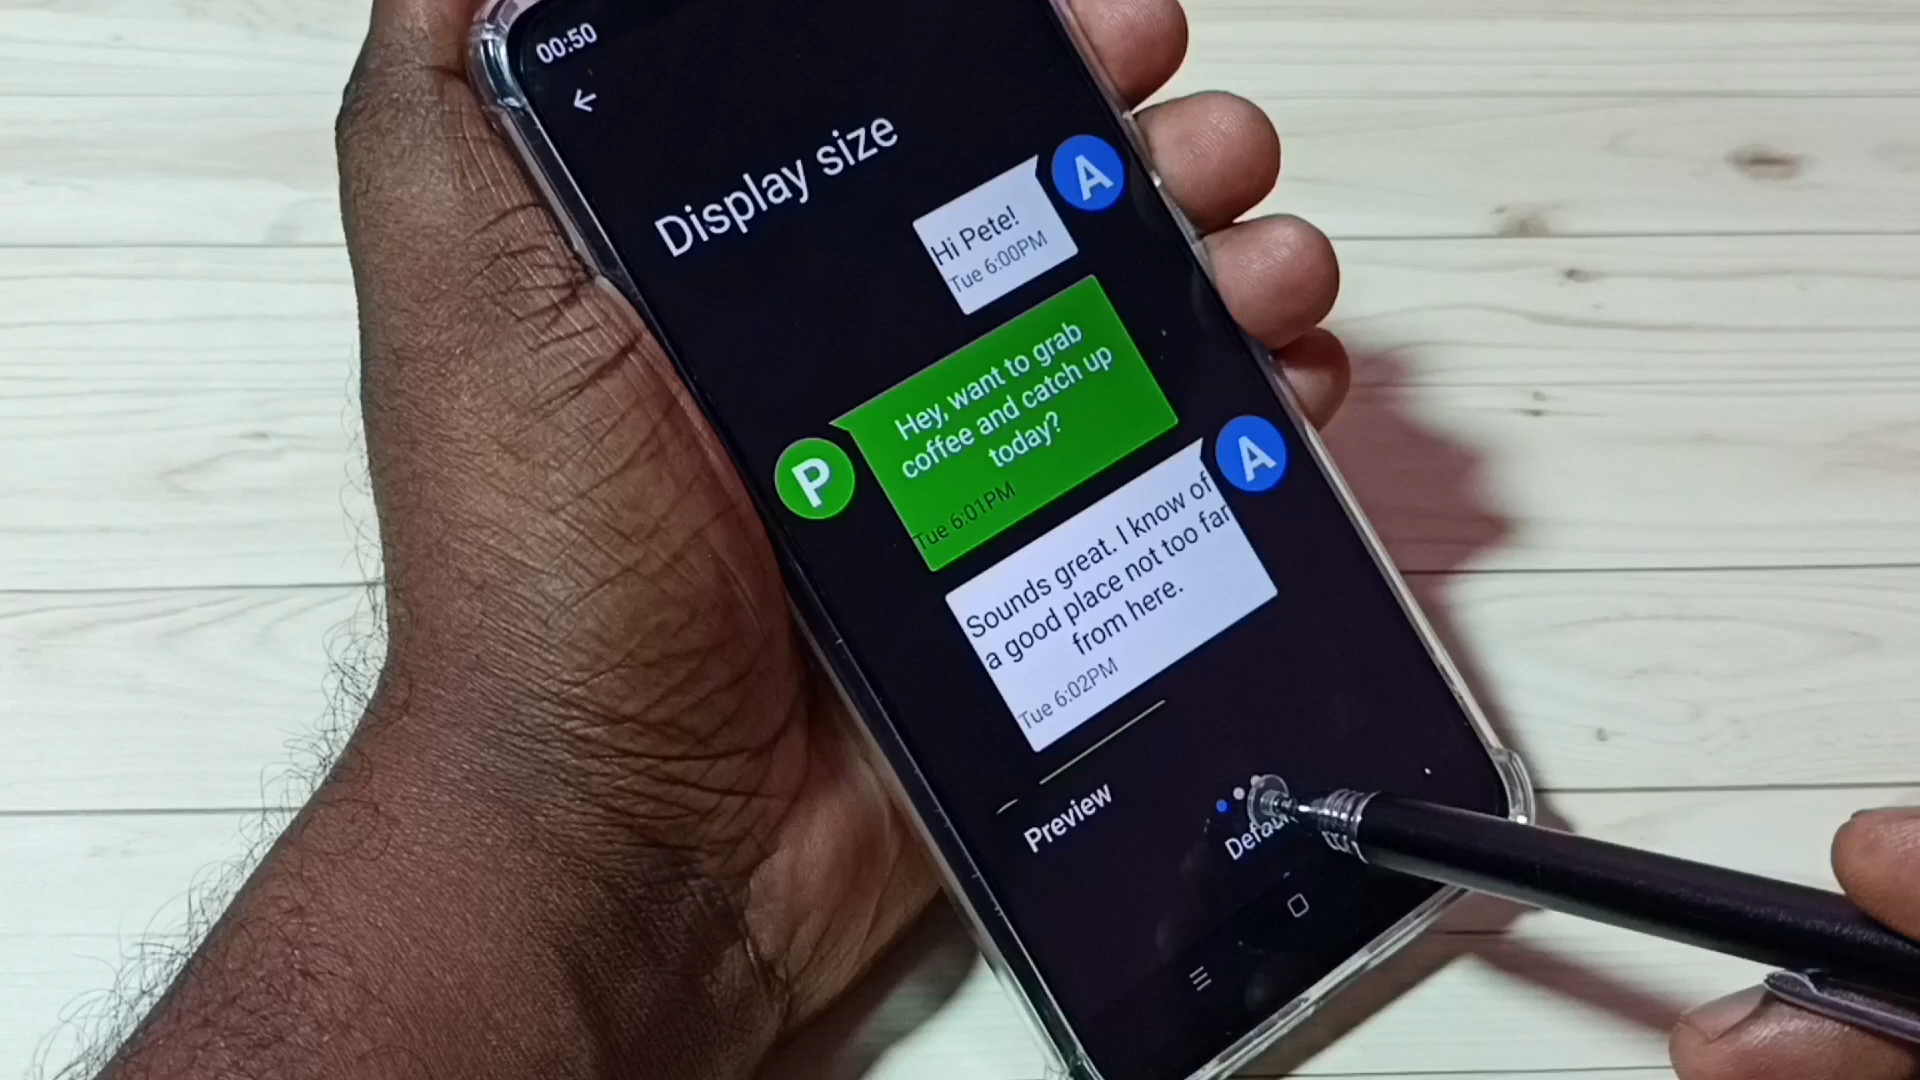 00:50
Display size
A
Hi Pete!
Tue 6:00PM
Hey, want to grab
coffee and catch up
today?
P
Tue 6:01PM
A
Sounds great. I know of
a good place not too far
from here.
Tue 6:02PM
Preview